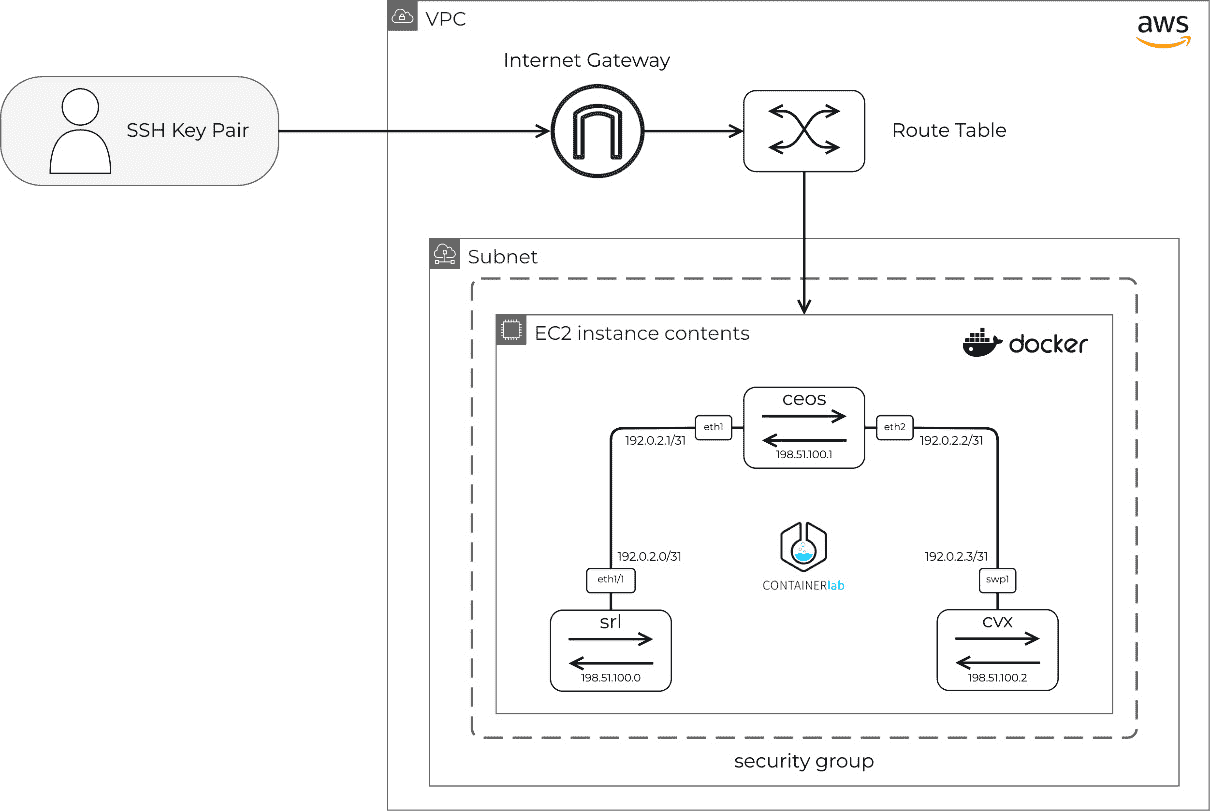 VPC
aws
Internet Gateway
SSH Key Pair
Route Table
Subnet
EC2 instance contents
docker
ceos
eth1
eth2
192.0.2.1/31
192.0.2.2/31
198.51.100.1
192.0.2.0/31
192.0.2.3/31
eth1/1
swp1
CONTAINERlab
srl
cvx
198.51.100.0
198.51.100.2
security group